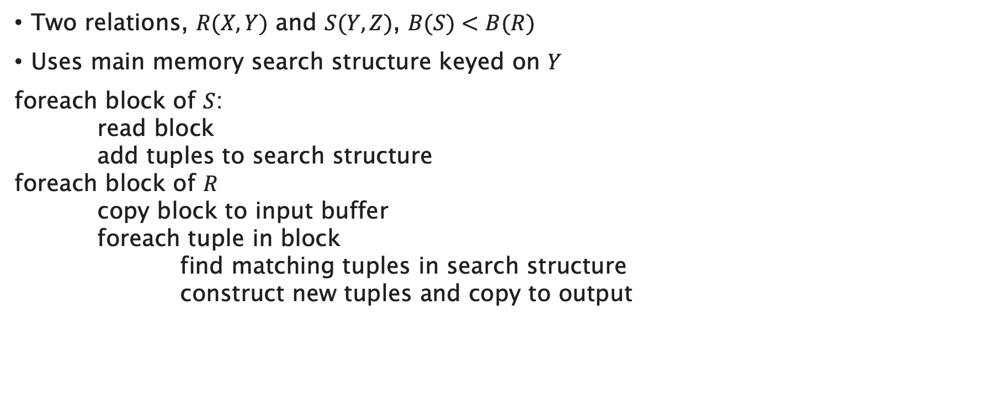 • Two relations, R(X,Y) and S(Y,Z), B(S) < B(R)
• Uses main memory search structure keyed on Y
foreach block of S:
read block
add tuples to search structure
foreach block of R
copy block to input buffer
foreach tuple in block
find matching tuples in search structure
construct new tuples and copy to output